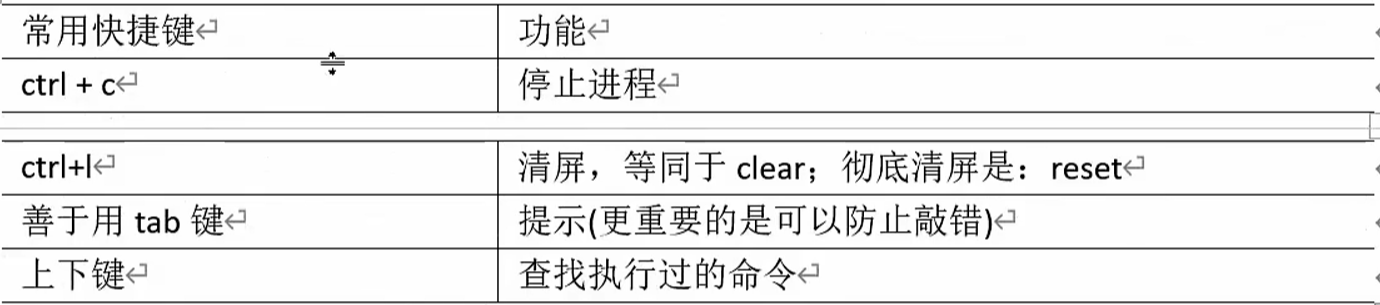 常用快捷键 功能
ctrl + c 停止进程
ctrl+l 清屏，等同于 clear；彻底清屏是：reset
善于用 tab 键 提示(更重要的是可以防止敲错)
上下键 查找执行过的命令